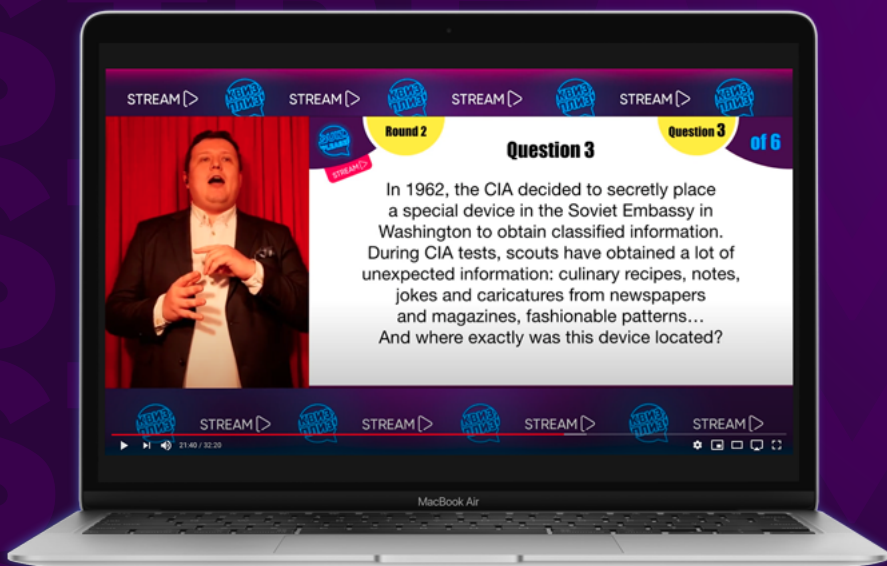 STREAM STREAM STREAM STREAM
Round 2
Question 3
of 6
STREAM
Question 3
In 1962, the CIA decided to secretly place
a special device in the Soviet Embassy in
Washington to obtain classified information.
During CIA tests, scouts have obtained a lot of
unexpected information: culinary recipes, notes,
jokes and caricatures from newspapers
and magazines, fashionable patterns...
And where exactly was this device located?
STREAM STREAM STREAM STREAM
21:40 / 32:20
MacBook Air